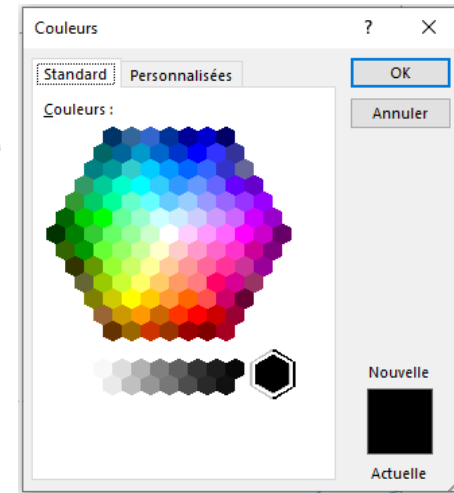 Couleurs ? ×
Standard Personnalisées
OK
Annuler
Couleurs :
Nouvelle
Actuelle